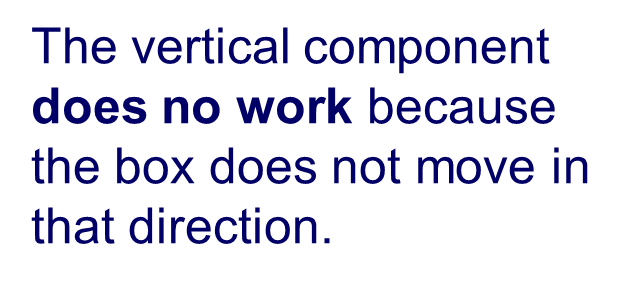 The vertical component
does no work because
the box does not move in
that direction.